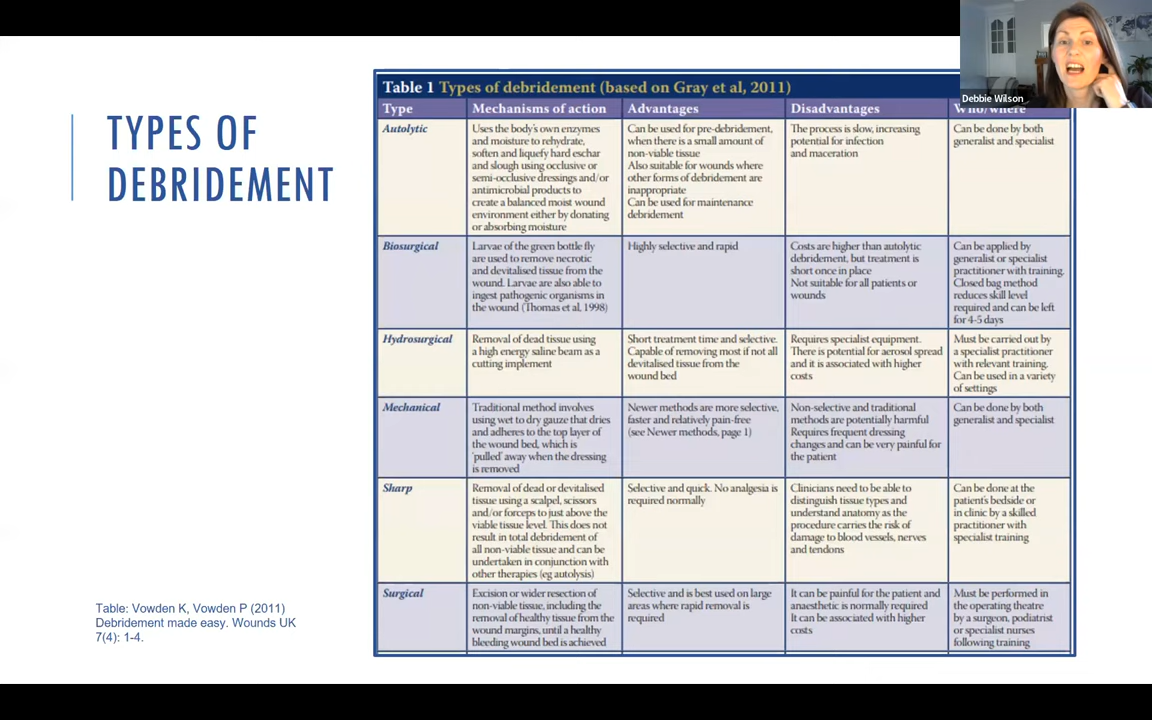 TYPES OF
DEBRIDEMENT
Table: Vowden K, Vowden P (2011)
Debridement made easy. Wounds UK
7(4): 1-4.
Debbie Wilson
Table 1 Types of debridement (based on Gray et al, 2011)
Type
Mechanisms of action
Advantages
Disadvantages
Who/where
Autolytic
Uses the body's own enzymes
and moisture to rehydrate,
soften and liquefy hard eschar
and slough using occlusive or
semi-occlusive dressings and/or
antimicrobial products to
create a balanced moist wound
environment either by donating
or absorbing moisture
Can be used for pre-debridement,
when there is a small amount of
non-viable tissue
Also suitable for wounds where
other forms of debridement are
inappropriate
Can be used for maintenance
debridement
The process is slow, increasing
potential for infection
and maceration
Can be done by both
generalist and specialist
Biosurgical
Larvae of the green bottle fly
are used to remove necrotic
and devitalised tissue from the
wound. Larvae are also able to
ingest pathogenic organisms in
the wound (Thomas et al, 1998)
Highly selective and rapid
Costs are higher than autolytic
debridement, but treatment is
short once in place
Not suitable for all patients or
wounds
Can be applied by
generalist or specialist
practitioner with training.
Closed bag method
reduces skill level
required and can be left
for 4-5 days
Hydrosurgical
Removal of dead tissue using
a high energy saline beam as a
cutting implement
Short treatment time and selective.
Capable of removing most if not all
devitalised tissue from the
wound bed
Requires specialist equipment.
There is potential for aerosol spread
and it is associated with higher
costs
Must be carried out by
a specialist practitioner
with relevant training.
Can be used in a variety
of settings
Mechanical
Traditional method involves
using wet to dry gauze that dries
and adheres to the top layer of
the wound bed, which is
'pulled' away when the dressing
is removed
Newer methods are more selective,
faster and relatively pain-free
(see Newer methods, page 1)
Non-selective and traditional
methods are potentially harmful
Requires frequent dressing
changes and can be very painful for
the patient
Can be done by both
generalist and specialist
Sharp
Removal of dead or devitalised
tissue using a scalpel, scissors
and/or forceps to just above the
viable tissue level. This does not
result in total debridement of
all non-viable tissue and can be
undertaken in conjunction with
other therapies (eg autolysis)
Selective and quick. No analgesia is
required normally
Clinicians need to be able to
distinguish tissue types and
understand anatomy as the
procedure carries the risk of
damage to blood vessels, nerves
and tendons
Can be done at the
patient's bedside or
in clinic by a skilled
practitioner with
specialist training
Surgical
Excision or wider resection of
non-viable tissue, including the
removal of healthy tissue from the
wound margins, until a healthy
bleeding wound bed is achieved
Selective and is best used on large
areas where rapid removal is
required
It can be painful for the patient and
anaesthetic is normally required
It can be associated with higher
costs
Must be performed in
the operating theatre
by a surgeon, podiatrist
or specialist nurses
following training